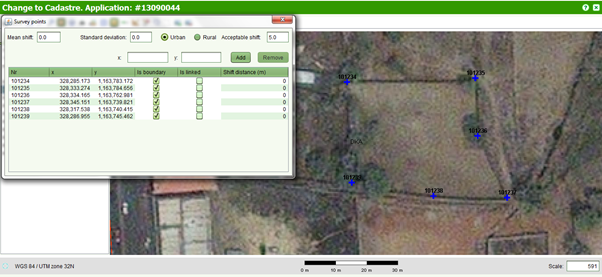 Change to Cadastre. Application: #13090044
Survey points
Mean shift: 0.0 Standard deviation: 0.0 Urban Rural Acceptable shift: 5.0
x: y: Add Remove
Nr x y Is boundary Is linked Shift distance (m)
101234 328,285.173 1,163,783.172 0
101235 328,333.274 1,163,784.656 0
101236 328,334.165 1,163,762.981 0
101237 328,345.151 1,163,739.821 0
101238 328,317.538 1,163,740.415 0
101239 328,286.955 1,163,745.462 0
101234
101235
101236
101239
101238
101237
WGS 84 / UTM zone 32N
0 m 10 m 20 m 30 m
Scale: 591